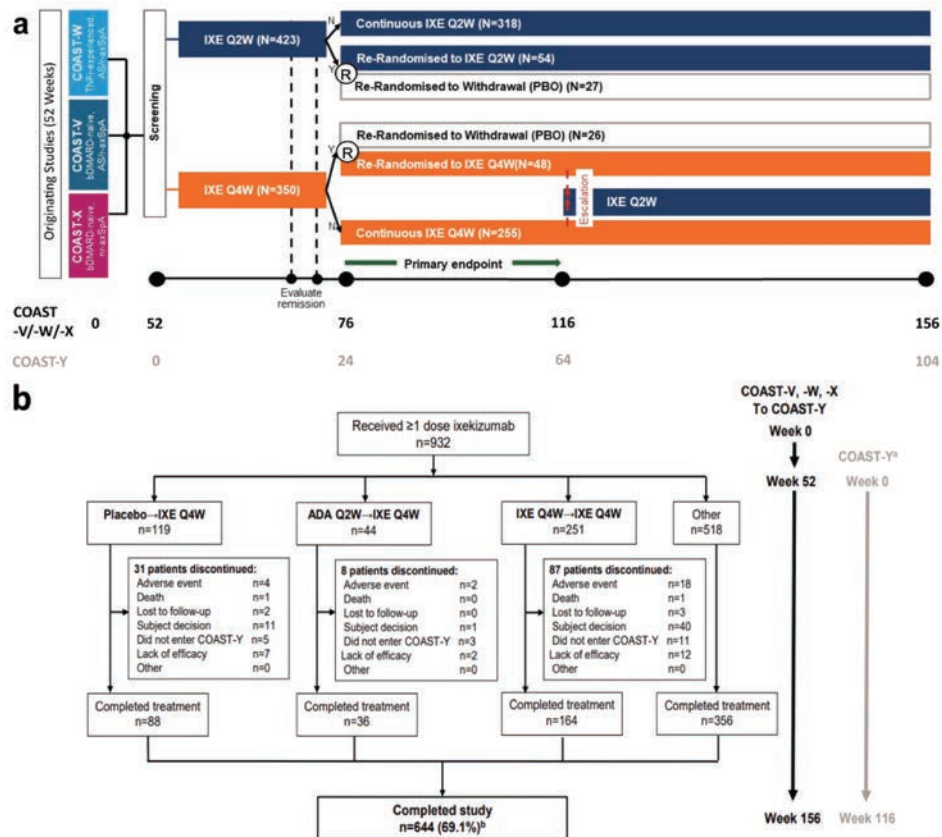 a
Originating Studies (52 Weeks)
COAST-W
TNFi-experienced,
AS/r-axSpA
COAST-V
bDMARD-naive,
AS/r-axSpA
COAST-X
bDMARD-naive,
nr-axSpA
Screening
IXE Q2W (N=423)
IXE Q4W (N=350)
N
Y
R
Continuous IXE Q2W (N=318)
Re-Randomised to IXE Q2W (N=54)
Re-Randomised to Withdrawal (PBO) (N=27)
Y
R
N
Re-Randomised to Withdrawal (PBO) (N=26)
Re-Randomised to IXE Q4W(N=48)
Escalation
IXE Q2W
Continuous IXE Q4W (N=255)
Primary endpoint
Evaluate
remission
COAST
-V/-W/-X 0 52 76 116 156
COAST-Y 0 24 64 104
b
Received ≥1 dose ixekizumab
n=932
Placebo→IXE Q4W
n=119
ADA Q2W→IXE Q4W
n=44
IXE Q4W→IXE Q4W
n=251
Other
n=518
31 patients discontinued:
Adverse event n=4
Death n=1
Lost to follow-up n=2
Subject decision n=11
Did not enter COAST-Y n=5
Lack of efficacy n=7
Other n=0
8 patients discontinued:
Adverse event n=2
Death n=0
Lost to follow-up n=0
Subject decision n=1
Did not enter COAST-Y n=3
Lack of efficacy n=2
Other n=0
87 patients discontinued:
Adverse event n=18
Death n=1
Lost to follow-up n=3
Subject decision n=40
Did not enter COAST-Y n=11
Lack of efficacy n=12
Other n=0
Completed treatment
n=88
Completed treatment
n=36
Completed treatment
n=164
Completed treatment
n=356
Completed study
n=644 (69.1%)b
COAST-V, -W, -X
To COAST-Y
Week 0
Week 52
Week 156
COAST-Ya
Week 0
Week 116